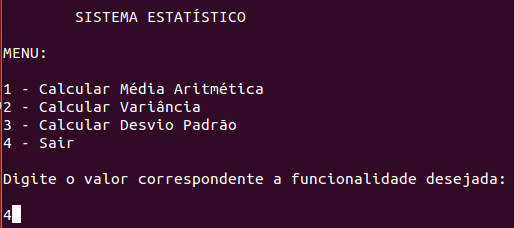 SISTEMA ESTATÍSTICO
MENU:
1 - Calcular Média Aritmética
2 - Calcular Variância
3 - Calcular Desvio Padrão
4 - Sair
Digite o valor correspondente a funcionalidade desejada:
4